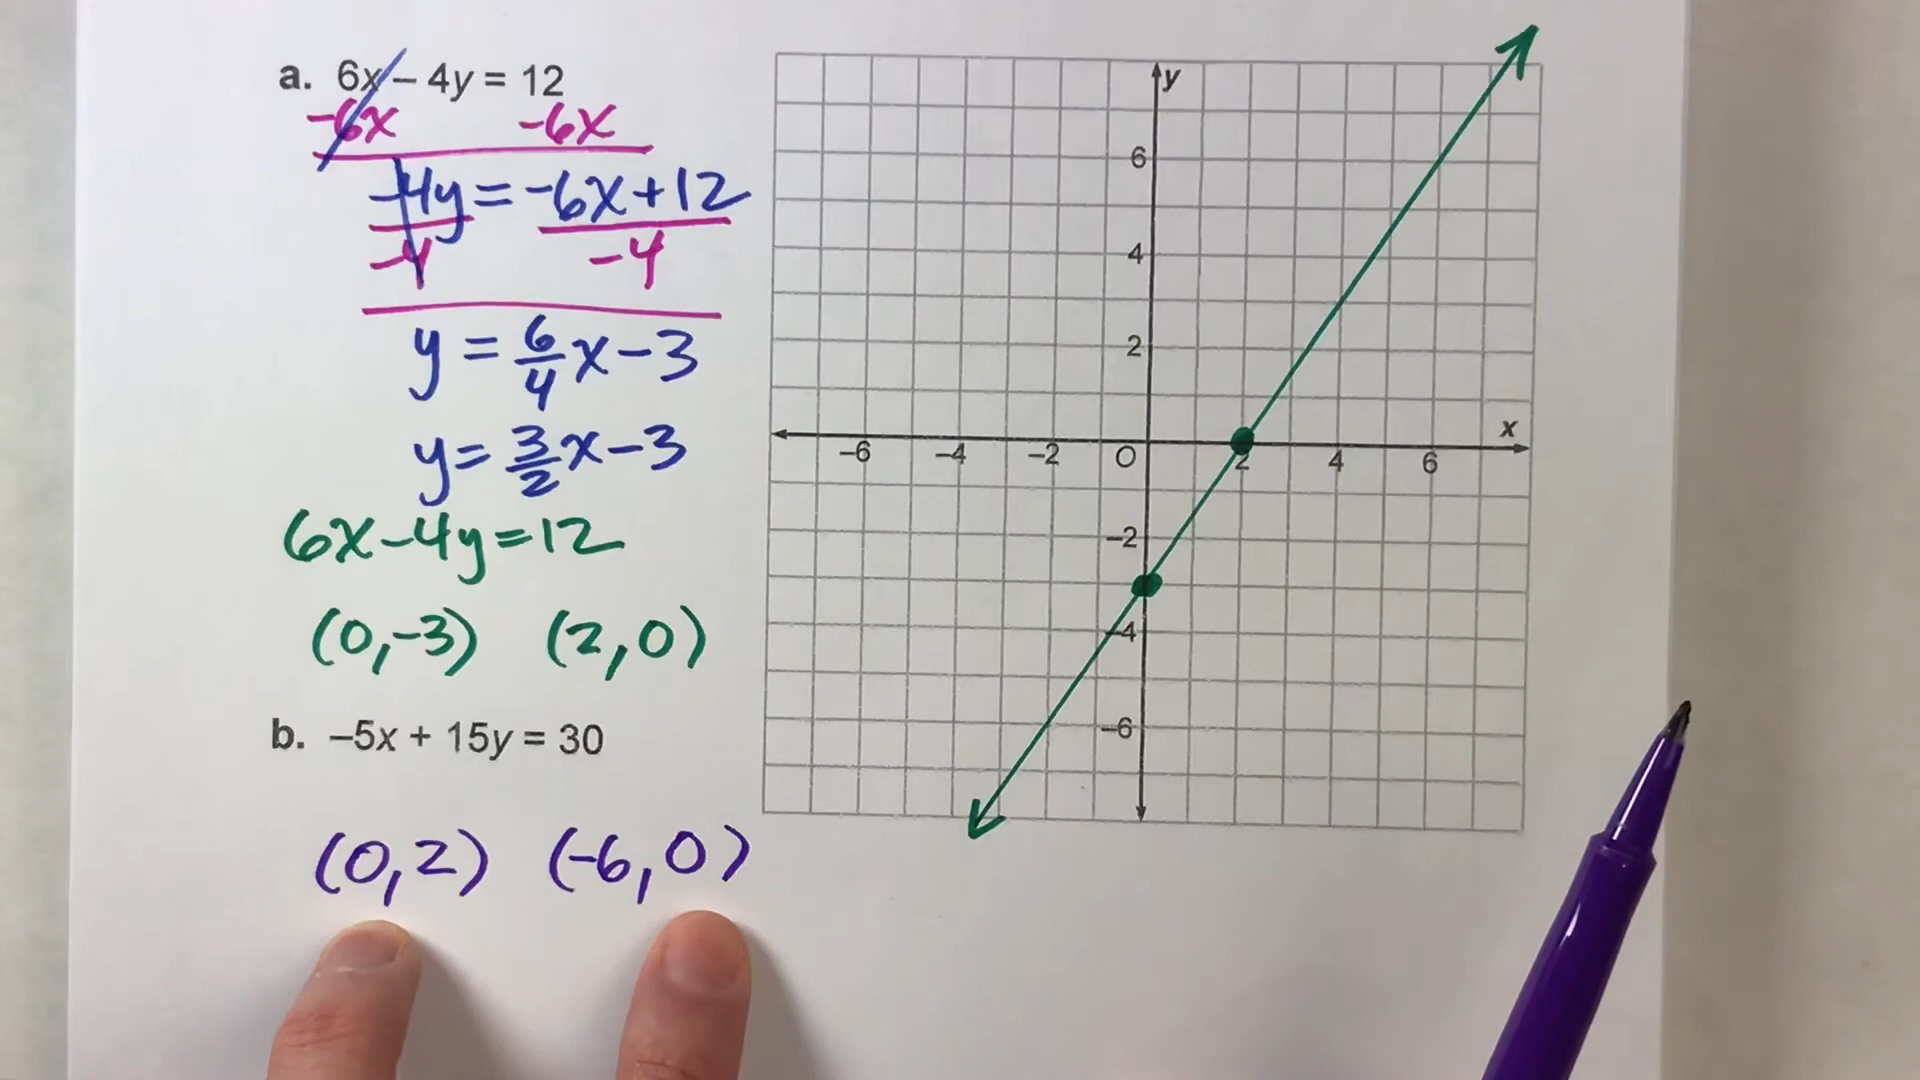 a. 6x – 4y = 12
-6x -6x
-4y = -6x+12
-4 -4
y = 6/4x-3
y = 3/2x-3
6x-4y=12
(0,-3) (2,0)
b. –5x + 15y = 30
(0,2) (-6,0)
y
6
4
2
x
–6 –4 –2 O 2 4 6
–2
–4
–6